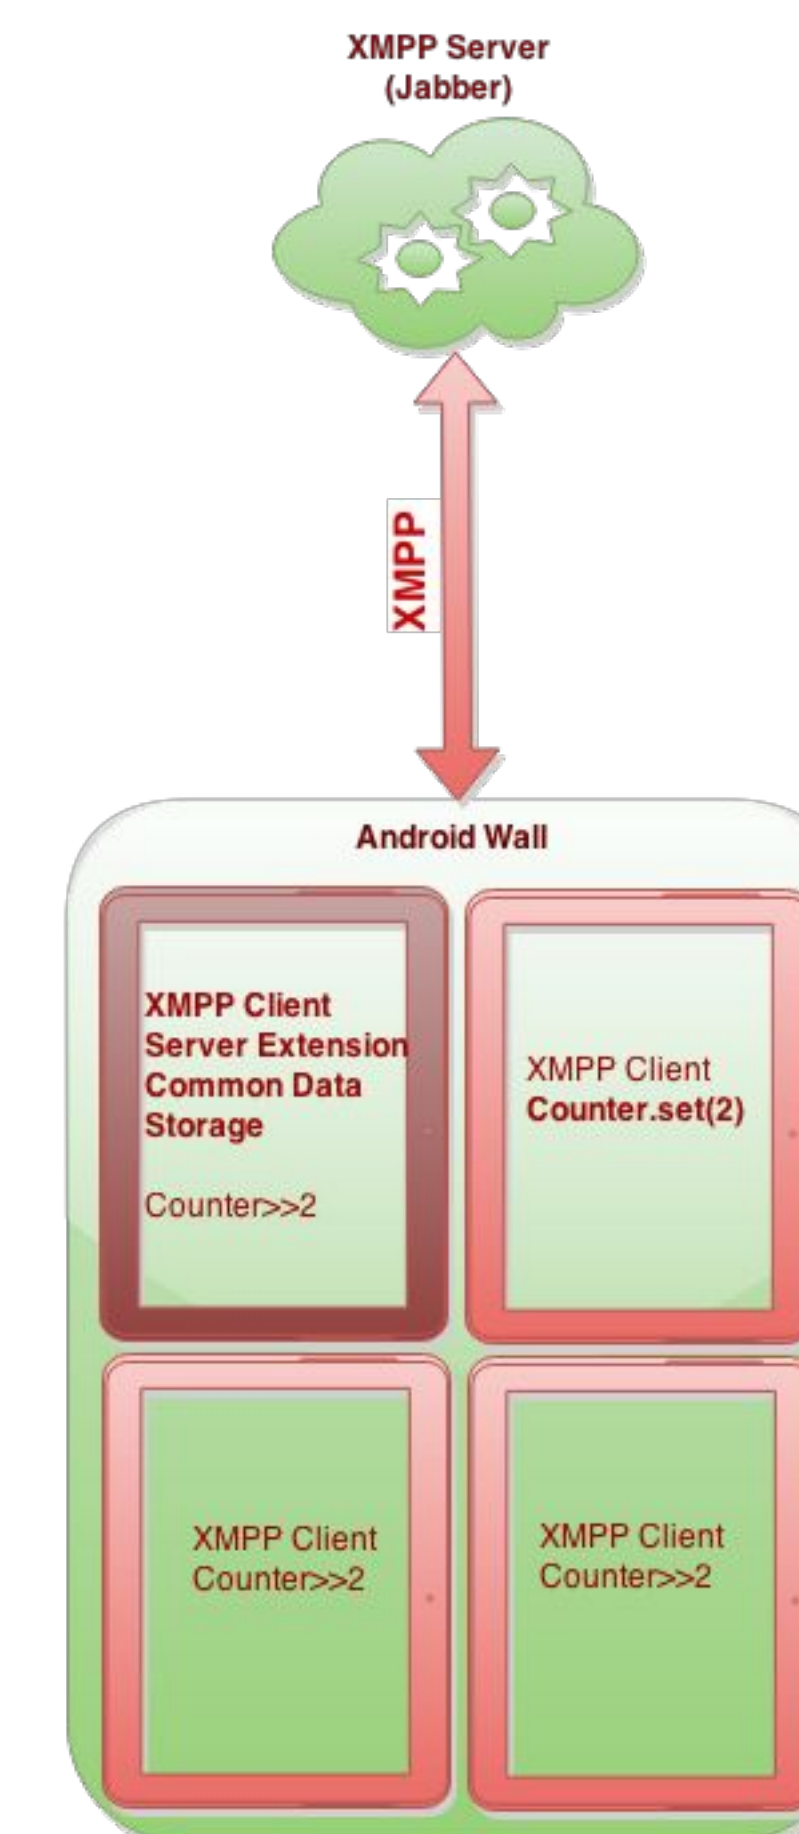 XMPP Server
(Jabber)
XMPP
Android Wall
XMPP Client
Server Extension
Common Data
Storage
Counter>>2
XMPP Client
Counter.set(2)
XMPP Client
Counter>>2
XMPP Client
Counter>>2